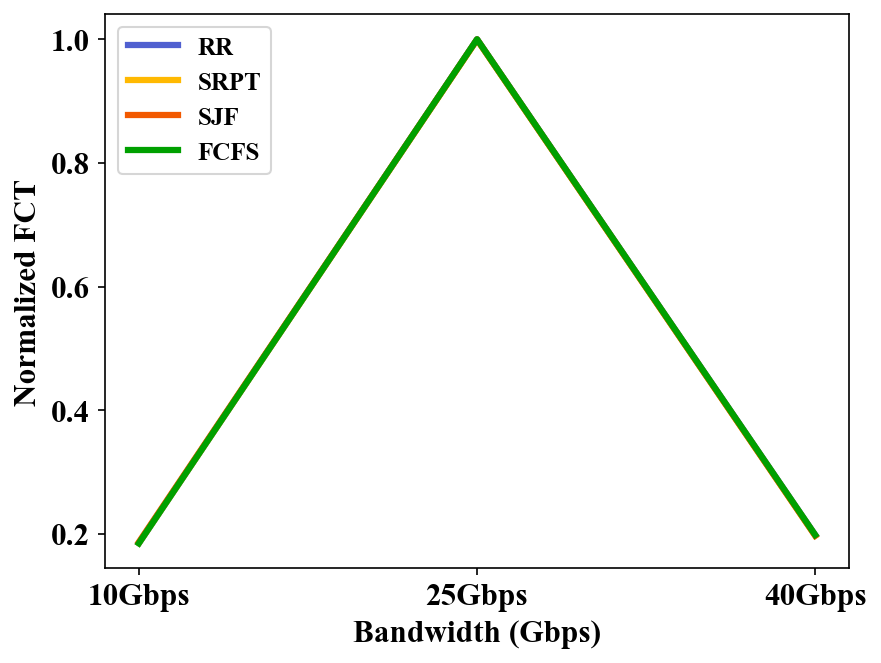 RR
SRPT
SJF
FCFS
1.0
0.8
0.6
0.4
0.2
Normalized FCT
10Gbps 25Gbps 40Gbps
Bandwidth (Gbps)